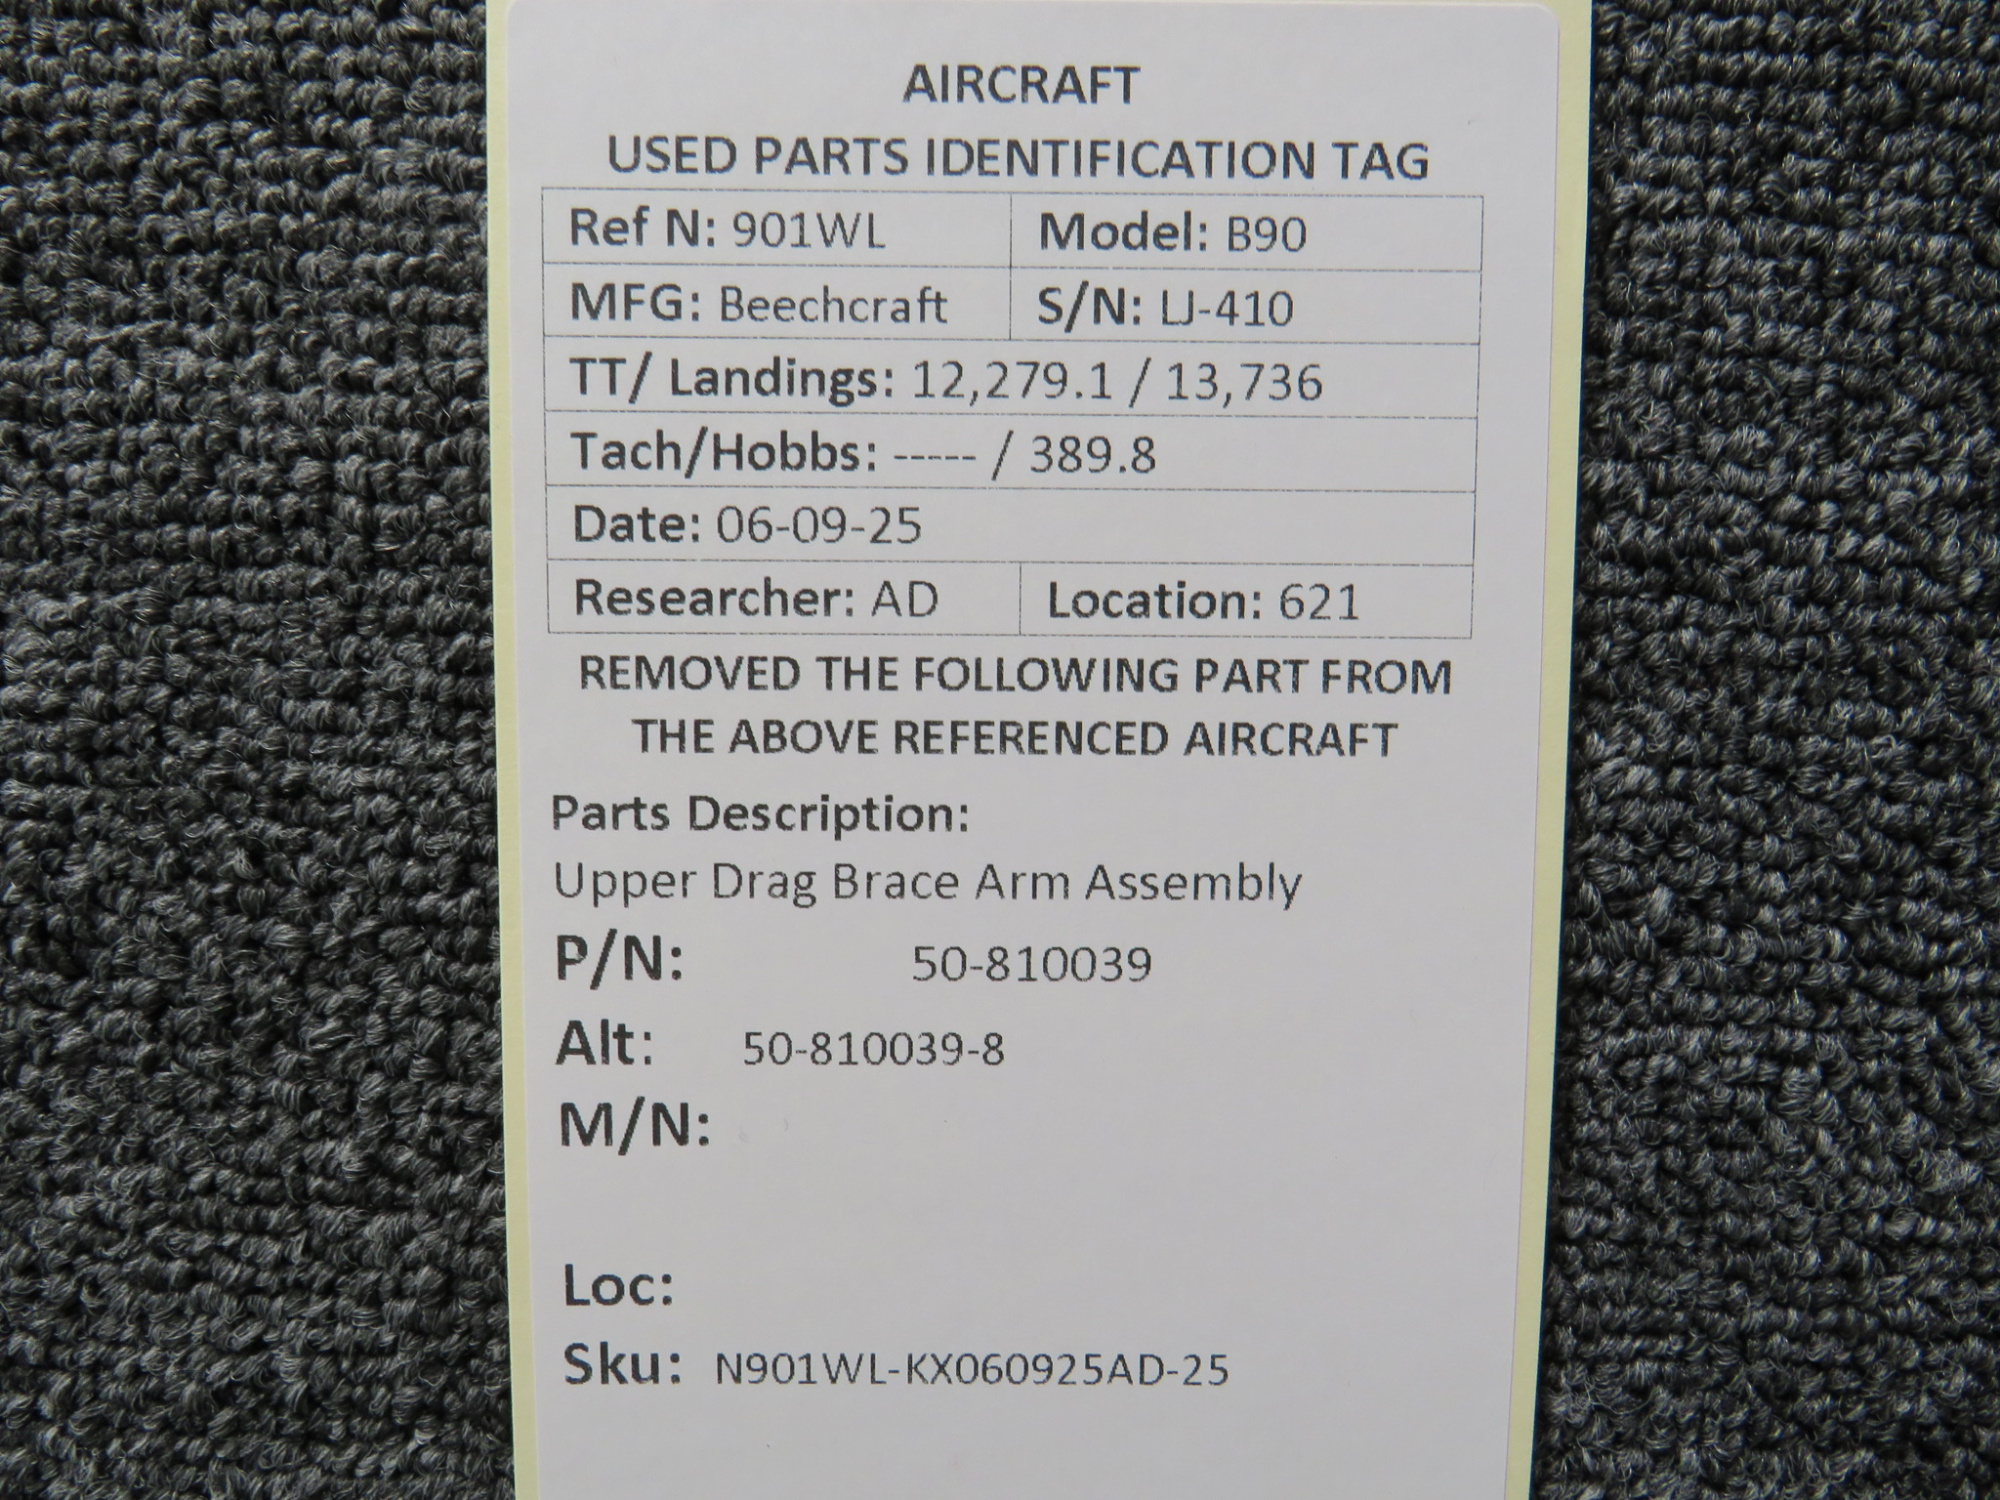 AIRCRAFT
USED PARTS IDENTIFICATION TAG
Ref N: 901WL Model: B90
MFG: Beechcraft S/N: LJ-410
TT/ Landings: 12,279.1 / 13,736
Tach/Hobbs: ----- / 389.8
Date: 06-09-25
Researcher: AD Location: 621
REMOVED THE FOLLOWING PART FROM
THE ABOVE REFERENCED AIRCRAFT
Parts Description:
Upper Drag Brace Arm Assembly
P/N: 50-810039
Alt: 50-810039-8
M/N:
Loc:
Sku: N901WL-KX060925AD-25